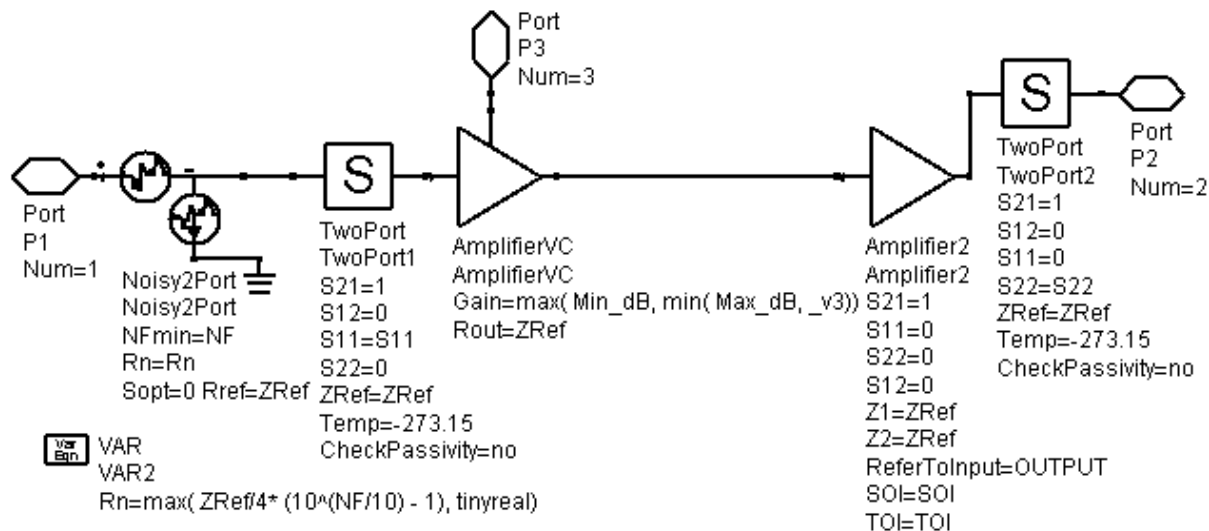 Port
P1
Num=1
Noisy2Port
Noisy2Port
NFmin=NF
Rn=Rn
Sopt=0 Rref=ZRef
Var
Eqn
VAR
VAR2
Rn=max( ZRef/4* (10^(NF/10) - 1), tinyreal)
S
TwoPort
TwoPort1
S21=1
S12=0
S11=S11
S22=0
ZRef=ZRef
Temp=-273.15
CheckPassivity=no
Port
P3
Num=3
AmplifierVC
AmplifierVC
Gain=max( Min_dB, min( Max_dB, _v3))
Rout=ZRef
Amplifier2
Amplifier2
S21=1
S11=0
S22=0
S12=0
Z1=ZRef
Z2=ZRef
ReferToInput=OUTPUT
SOI=SOI
TOI=TOI
S
TwoPort
TwoPort2
S21=1
S12=0
S11=0
S22=S22
ZRef=ZRef
Temp=-273.15
CheckPassivity=no
Port
P2
Num=2